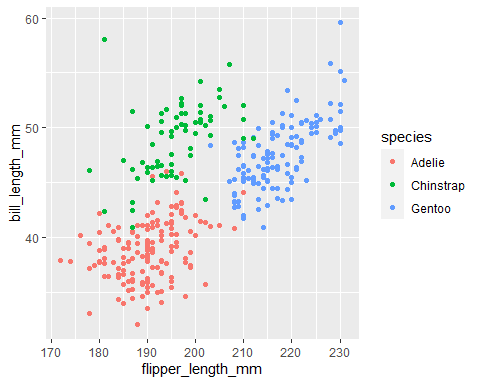 60
50
40
bill_length_mm
170
180
190
200
210
220
230
flipper_length_mm
species
Adelie
Chinstrap
Gentoo